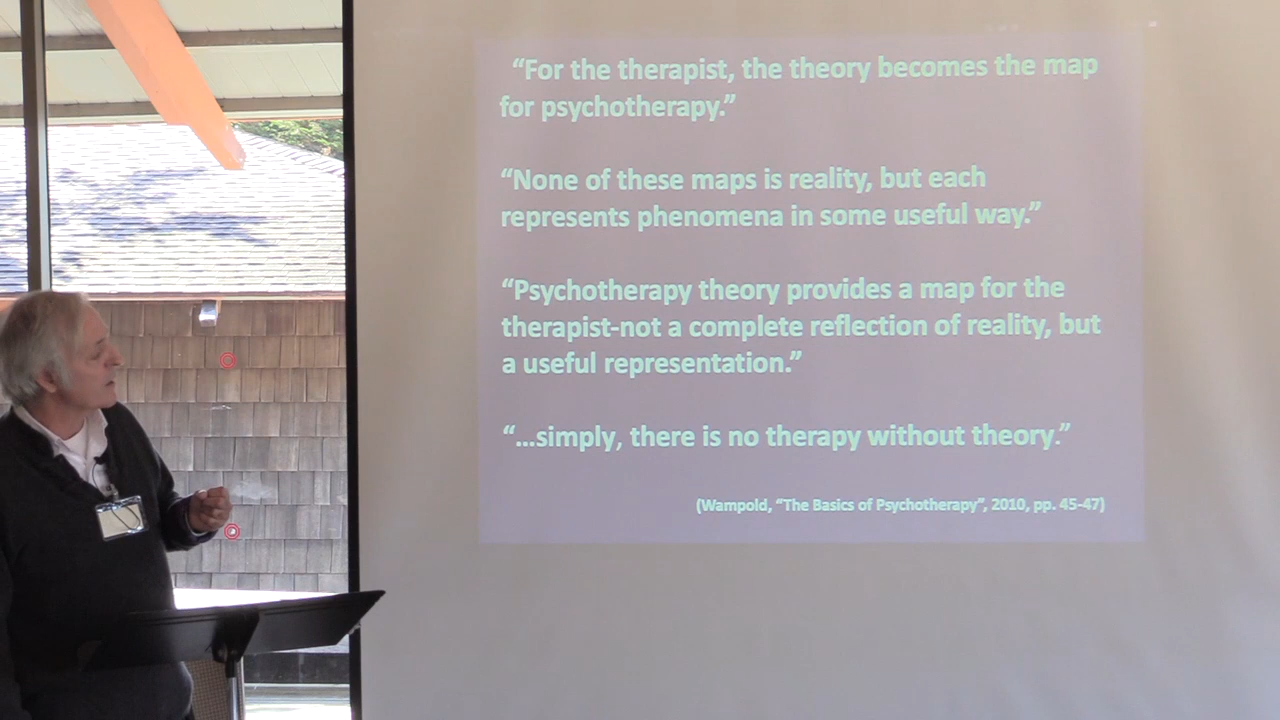 “For the therapist, the theory becomes the map
for psychotherapy.”
“None of these maps is reality, but each
represents phenomena in some useful way.”
“Psychotherapy theory provides a map for the
therapist-not a complete reflection of reality, but
a useful representation.”
“...simply, there is no therapy without theory.”
(Wampold, “The Basics of Psychotherapy”, 2010, pp. 45-47)